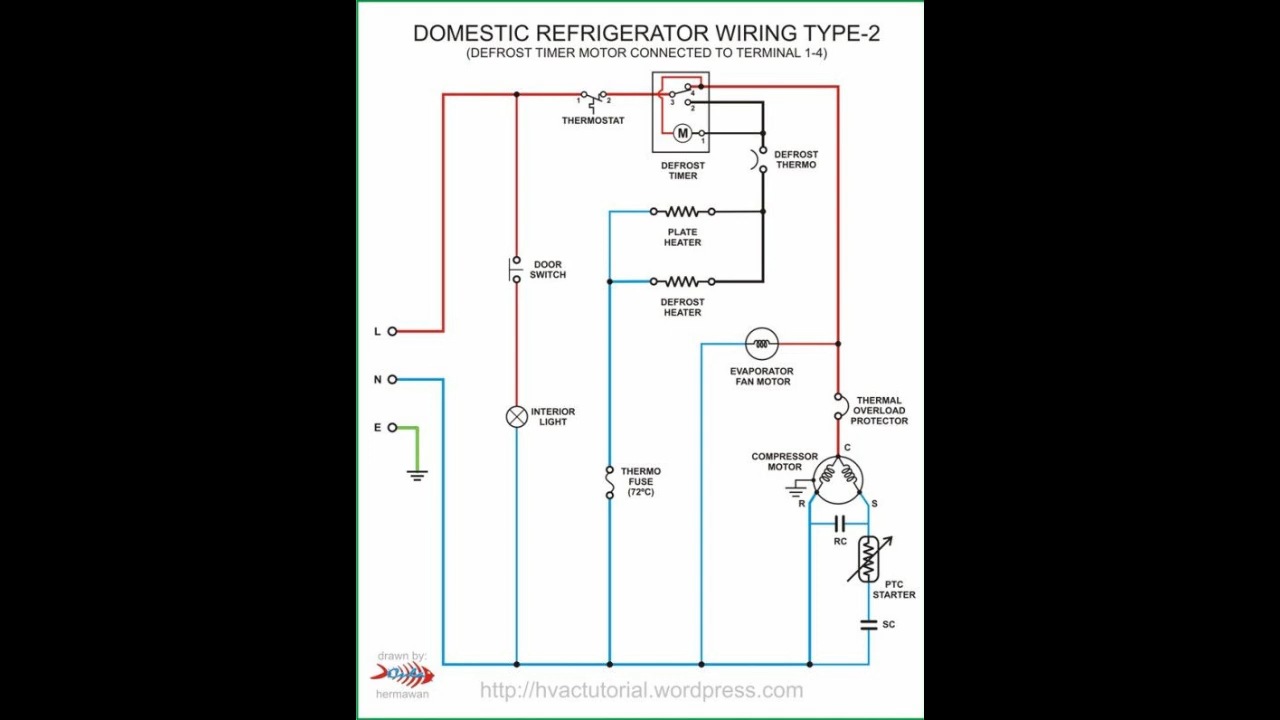 DOMESTIC REFRIGERATOR WIRING TYPE-2
(DEFROST TIMER MOTOR CONNECTED TO TERMINAL 1-4)
1
2
THERMOSTAT
3
4
2
M
1
DEFROST
TIMER
DEFROST
THERMO
PLATE
HEATER
DOOR
SWITCH
DEFROST
HEATER
L
N
E
EVAPORATOR
FAN MOTOR
INTERIOR
LIGHT
THERMAL
OVERLOAD
PROTECTOR
C
COMPRESSOR
MOTOR
R
S
THERMO
FUSE
(72ºC)
RC
PTC
STARTER
SC
drawn by:
hermawan
http://hvactutorial.wordpress.com